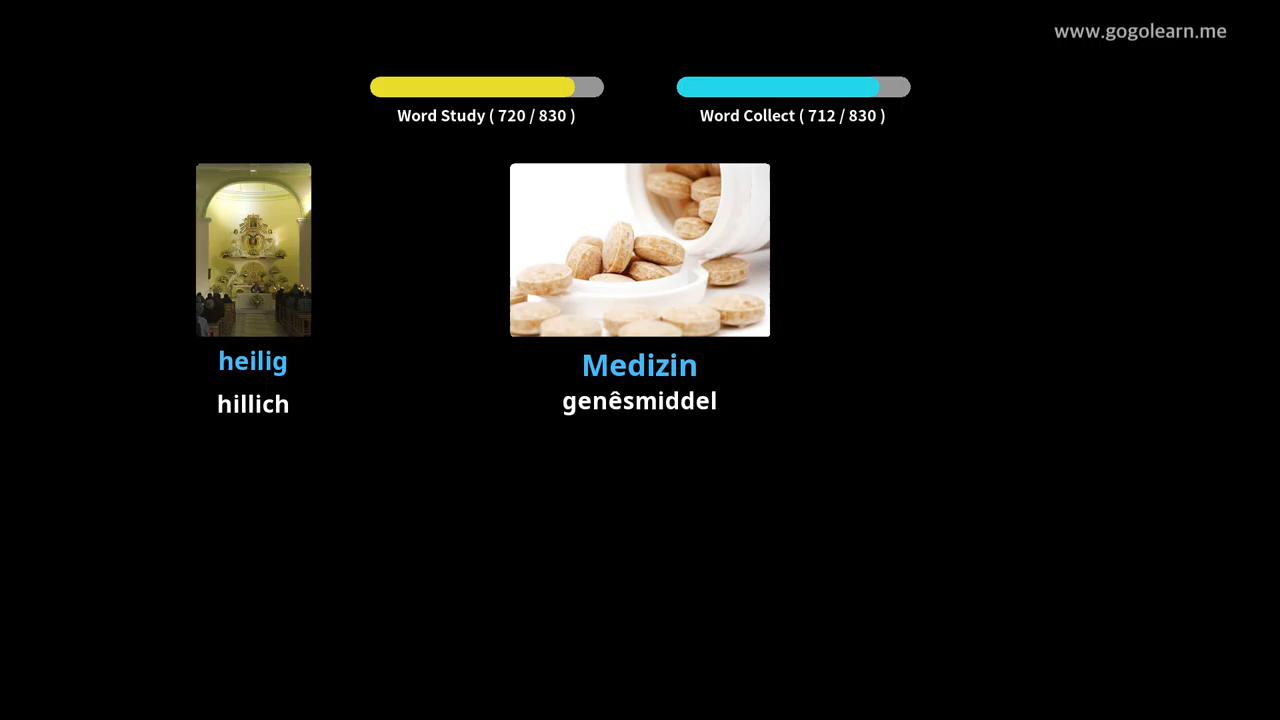 www.gogolearn.me
Word Study ( 720 / 830 )
Word Collect ( 712 / 830 )
heilig
hillich
Medizin
genêsmiddel